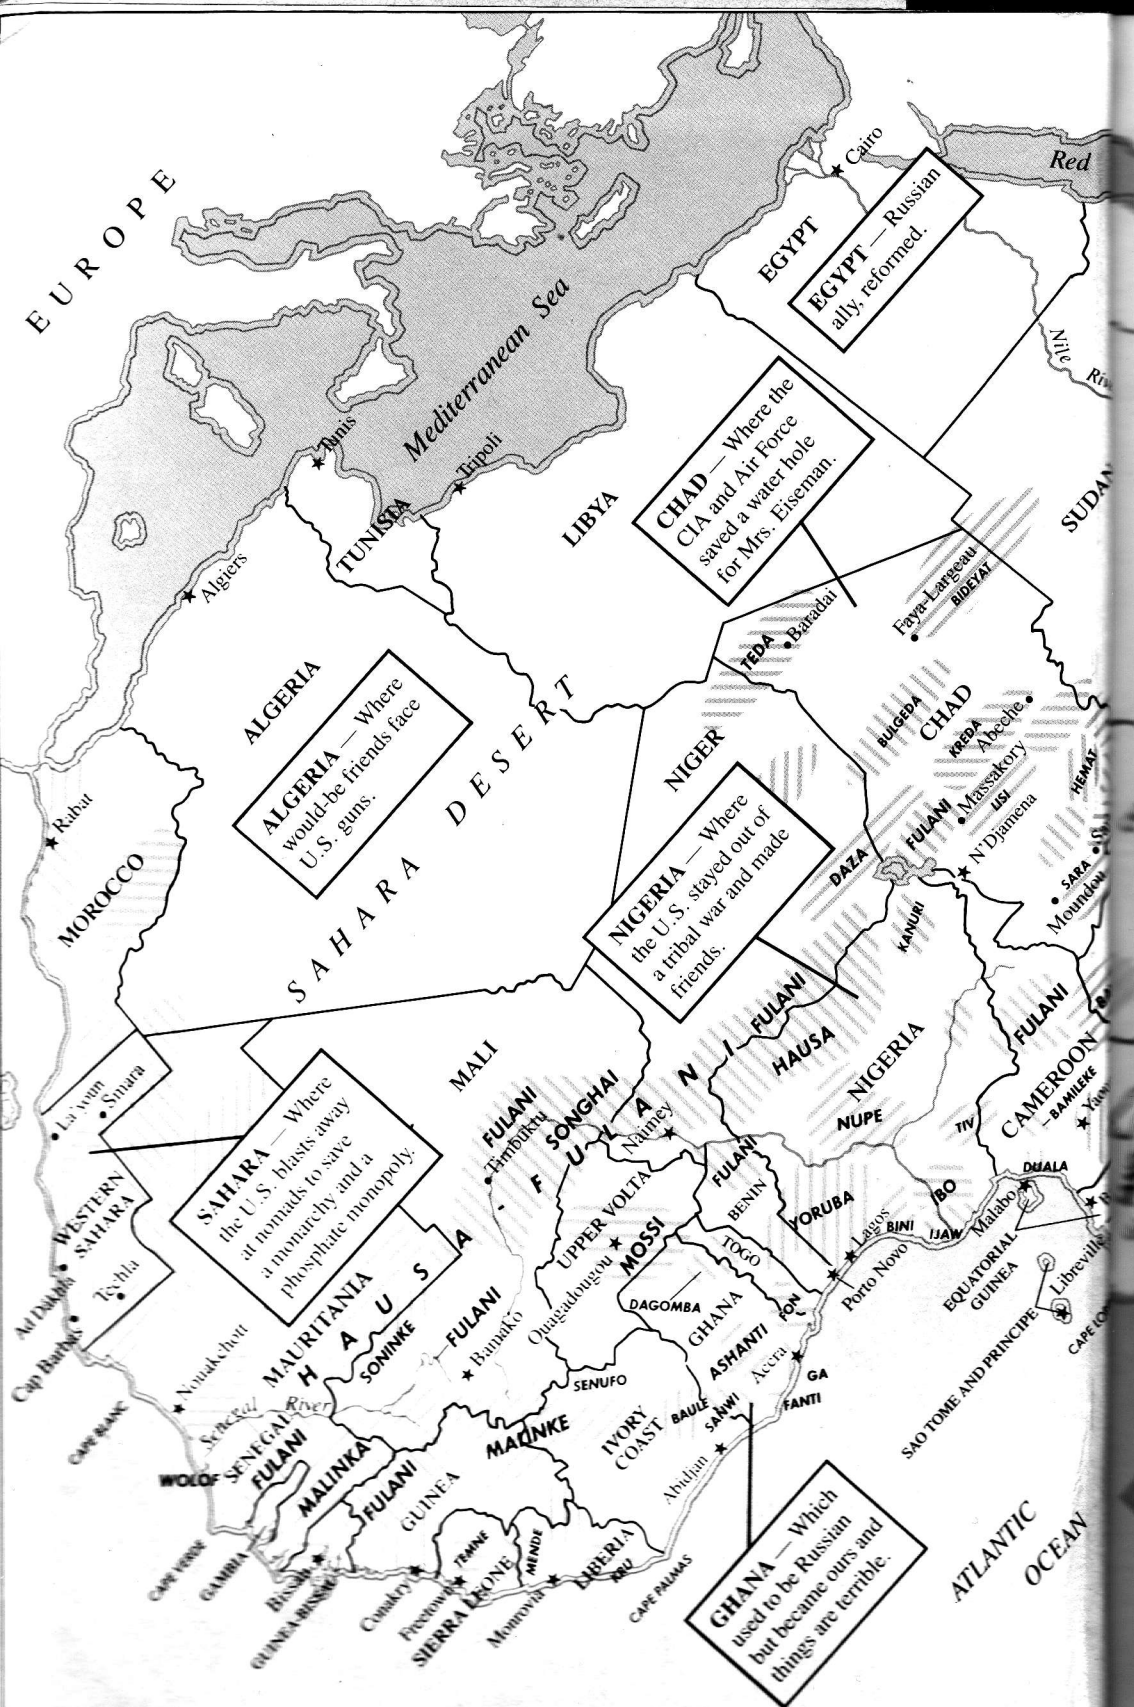 EUROPE
Mediterranean Sea
Red
Cairo
EGYPT
EGYPT — Russian
ally, reformed.
Nile
Tunis
Tripoli
TUNISIA
LIBYA
CHAD — Where the
CIA and Air Force
saved a water hole
for Mrs. Eiseman.
SUDAN
Algiers
ALGERIA
ALGERIA — Where
would-be friends face
U.S. guns.
SAHARA DESERT
TEDA
Baradai
Faya-Largeau
BIDEYAT
NIGER
BULGEDA
CHAD
KREDA
Abeche
HEMAT
Massakory
LISI
N'Djamena
FULANI
DAZA
SARA
Moundou
KANURI
Rabat
MOROCCO
NIGERIA — Where
the U.S. stayed out of
a tribal war and made
friends.
FULANI
HAUSA
NIGERIA
NUPE
TIV
FULANI
CAMEROON
BAMILEKE
La'youn
Smara
WESTERN
SAHARA
Techla
Ad Dakhla
Cap Barbas
SAHARA — Where
the U.S. blasts away
at nomads to save
a monarchy and a
phosphate monopoly.
MALI
FULANI
Timbuktu
SONGHAI
FULANI
Naimey
FULANI
BENIN
YORUBA
Lagos
BINI
IBO
IJAW
DUALA
Malabo
EQUATORIAL
GUINEA
Libreville
SAO TOME AND PRINCIPE
UPPER VOLTA
Ouagadougou
MOSSI
TOGO
Porto Novo
DAGOMBA
GHANA
FON
ASHANTI
Accra
GA
FANTI
MAURITANIA
HAUSA
SONINKE
FULANI
Bamako
SENUFO
Nouakchott
Senegal River
CAPE BLANC
WOLOF
SENEGAL
FULANI
MALINKA
FULANI
GUINEA
MALINKE
IVORY
COAST
BAULE
SANWI
Abidjan
CAPE VERDE
GAMBIA
Bissau
GUINEA-BISSAU
Conakry
Freetown
SIERRA LEONE
TEMNE
MENDE
Monrovia
LIBERIA
KRU
CAPE PALMAS
GHANA — Which
used to be Russian
but became ours and
things are terrible.
ATLANTIC
OCEAN